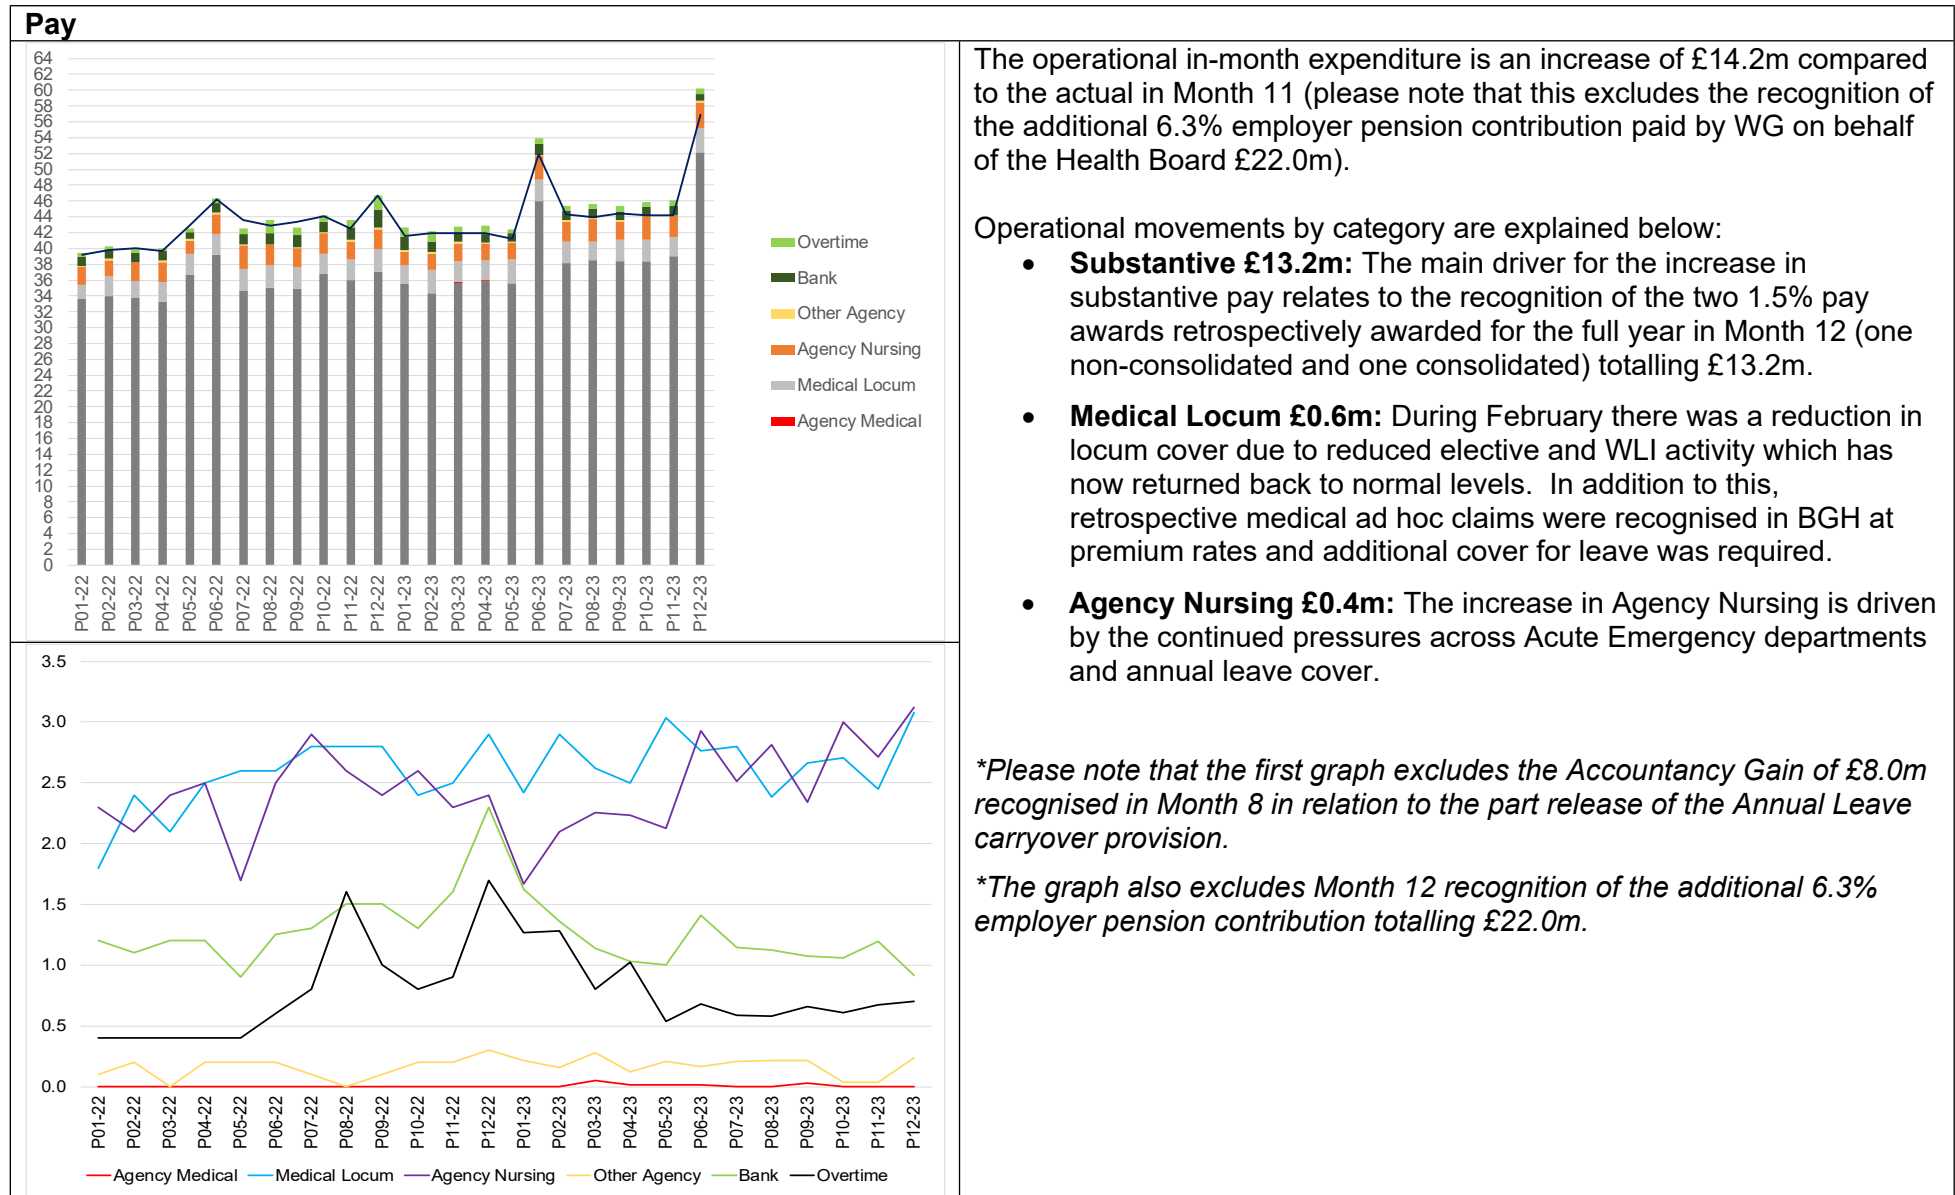 Pay
64
62
60
58
56
54
52
50
48
46
44
42
40
38
36
34
32
30
28
26
24
22
20
18
16
14
12
10
8
6
4
2
0
P01-22
P02-22
P03-22
P04-22
P05-22
P06-22
P07-22
P08-22
P09-22
P10-22
P11-22
P12-22
P01-23
P02-23
P03-23
P04-23
P05-23
P06-23
P07-23
P08-23
P09-23
P10-23
P11-23
P12-23
Overtime
Bank
Other Agency
Agency Nursing
Medical Locum
Agency Medical
3.5
3.0
2.5
2.0
1.5
1.0
0.5
0.0
P01-22
P02-22
P03-22
P04-22
P05-22
P06-22
P07-22
P08-22
P09-22
P10-22
P11-22
P12-22
P01-23
P02-23
P03-23
P04-23
P05-23
P06-23
P07-23
P08-23
P09-23
P10-23
P11-23
P12-23
Agency Medical Medical Locum Agency Nursing Other Agency Bank Overtime
The operational in-month expenditure is an increase of £14.2m compared
to the actual in Month 11 (please note that this excludes the recognition of
the additional 6.3% employer pension contribution paid by WG on behalf
of the Health Board £22.0m).
Operational movements by category are explained below:
• Substantive £13.2m: The main driver for the increase in
substantive pay relates to the recognition of the two 1.5% pay
awards retrospectively awarded for the full year in Month 12 (one
non-consolidated and one consolidated) totalling £13.2m.
• Medical Locum £0.6m: During February there was a reduction in
locum cover due to reduced elective and WLI activity which has
now returned back to normal levels. In addition to this,
retrospective medical ad hoc claims were recognised in BGH at
premium rates and additional cover for leave was required.
• Agency Nursing £0.4m: The increase in Agency Nursing is driven
by the continued pressures across Acute Emergency departments
and annual leave cover.
*Please note that the first graph excludes the Accountancy Gain of £8.0m
recognised in Month 8 in relation to the part release of the Annual Leave
carryover provision.
*The graph also excludes Month 12 recognition of the additional 6.3%
employer pension contribution totalling £22.0m.